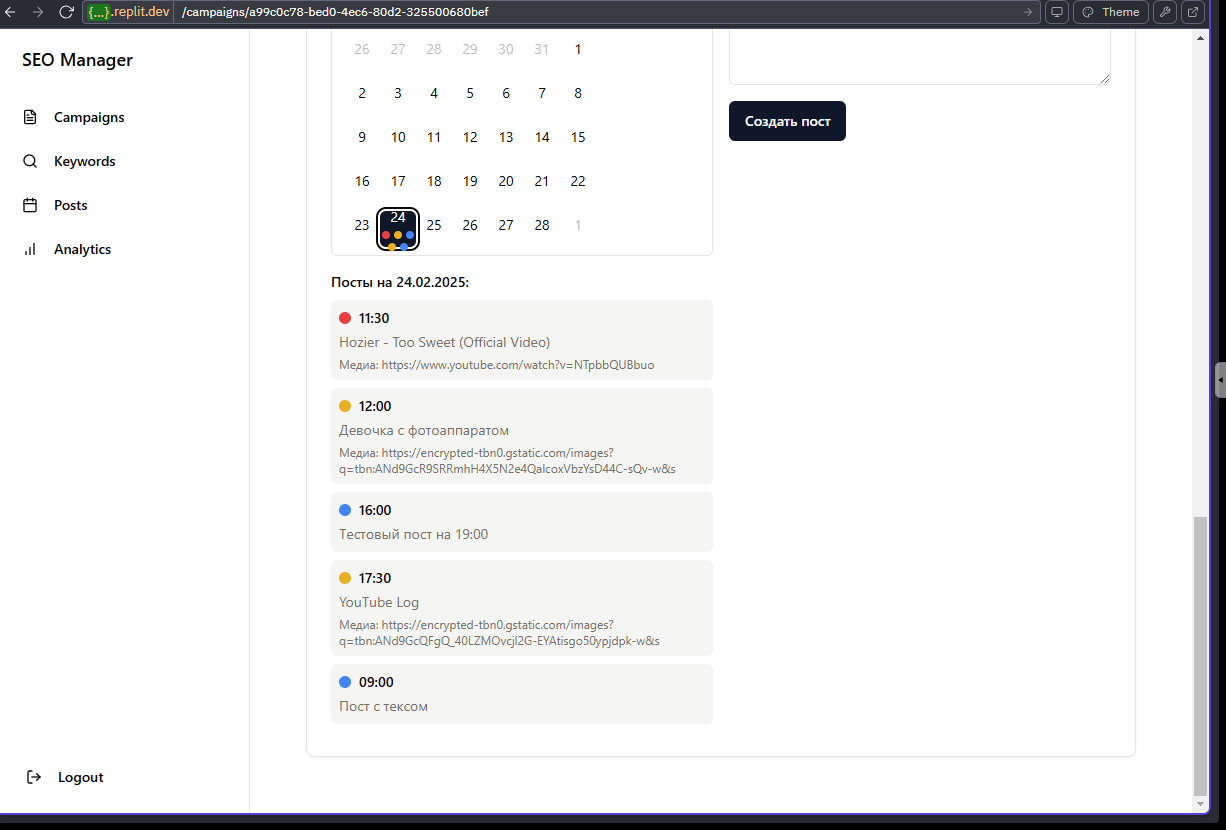 {...}.replit.dev /campaigns/a99c0c78-bed0-4ec6-80d2-325500680bef Theme
SEO Manager
Campaigns
Keywords
Posts
Analytics
Logout
26 27 28 29 30 31 1
2 3 4 5 6 7 8
9 10 11 12 13 14 15
16 17 18 19 20 21 22
23 24 25 26 27 28 1
Создать пост
Посты на 24.02.2025:
11:30
Hozier - Too Sweet (Official Video)
Медиа: https://www.youtube.com/watch?v=NTpbbQUBbuo
12:00
Девочка с фотоаппаратом
Медиа: https://encrypted-tbn0.gstatic.com/images?
q=tbn:ANd9GcR9SRRmhH4X5N2e4QalcoxVbzYsD44C-sQv-w&s
16:00
Тестовый пост на 19:00
17:30
YouTube Log
Медиа: https://encrypted-tbn0.gstatic.com/images?
q=tbn:ANd9GcQFgQ_40LZMOvcjl2G-EYAtisgo50ypjdpk-w&s
09:00
Пост с тексом